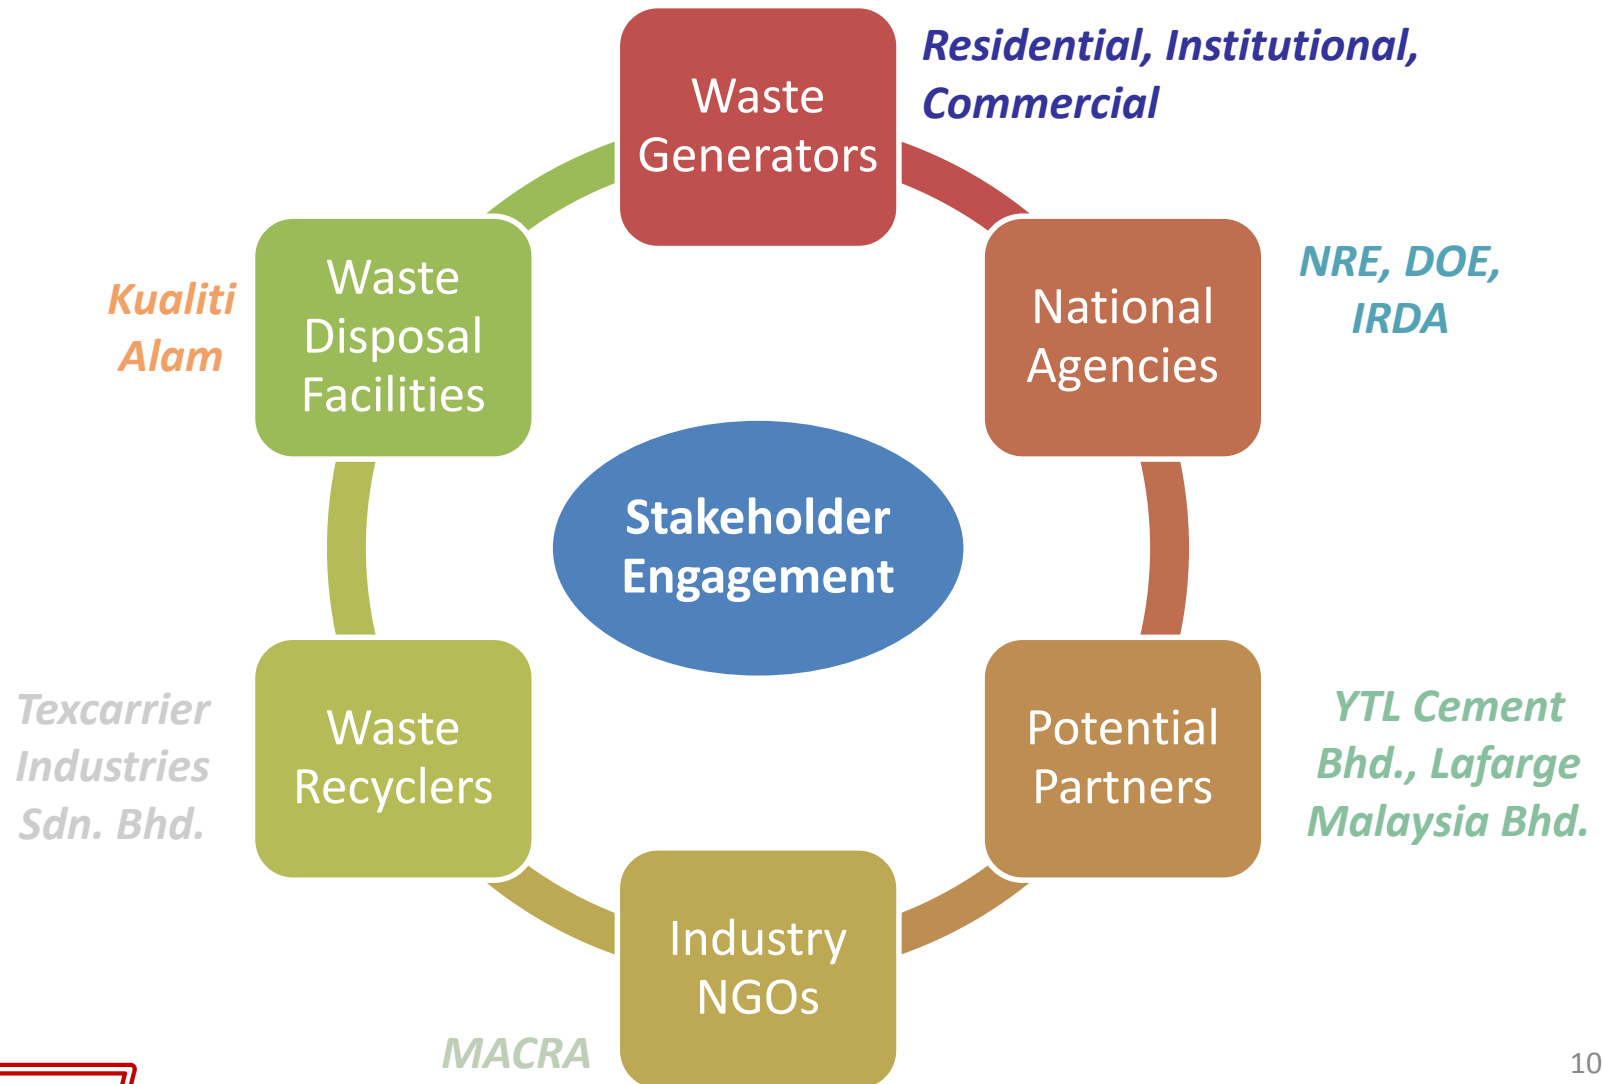 Waste
Generators
Residential, Institutional,
Commercial
National
Agencies
NRE, DOE,
IRDA
Potential
Partners
YTL Cement
Bhd., Lafarge
Malaysia Bhd.
Industry
NGOs
MACRA
Waste
Recyclers
Texcarrier
Industries
Sdn. Bhd.
Waste
Disposal
Facilities
Kualiti
Alam
Stakeholder
Engagement
10